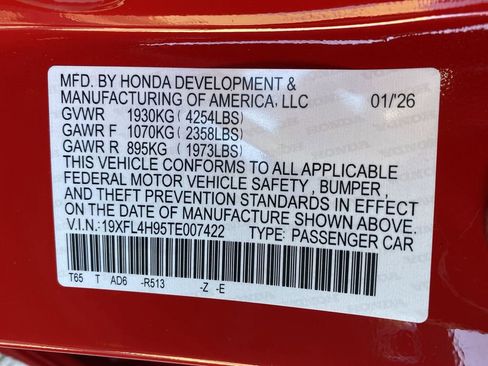 MFD. BY HONDA DEVELOPMENT &
MANUFACTURING OF AMERICA, LLC 01/'26
GVWR 1930KG ( 4254LBS)
GAWR F 1070KG ( 2358LBS)
GAWR R 895KG ( 1973LBS)
THIS VEHICLE CONFORMS TO ALL APPLICABLE
FEDERAL MOTOR VEHICLE SAFETY , BUMPER ,
AND THEFT PREVENTION STANDARDS IN EFFECT
ON THE DATE OF MANUFACTURE SHOWN ABOVE.
V.I.N.:19XFL4H95TE007422 TYPE: PASSENGER CAR
T65 T AD6 -R513 -Z -E